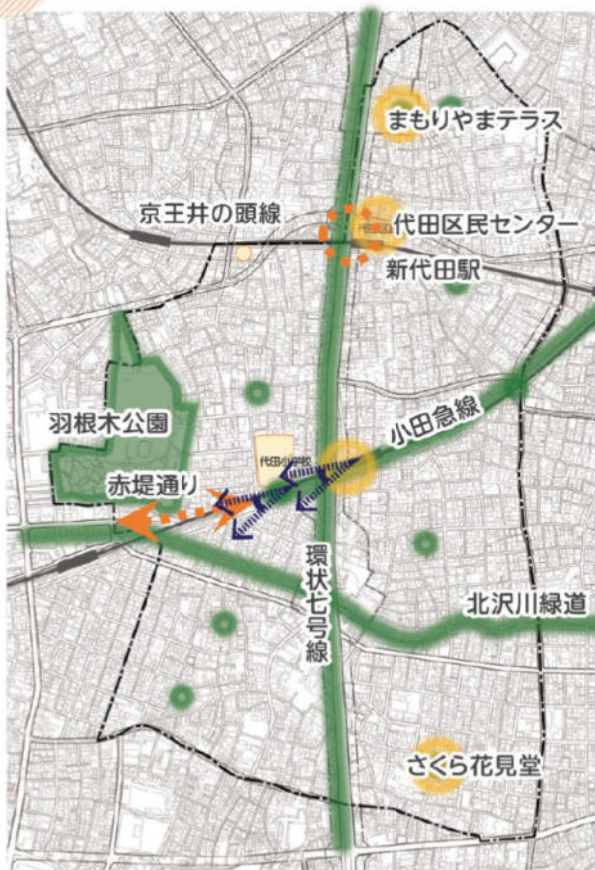 まもりやまテラス
京王井の頭線
代田区民センター
新代田駅
羽根木公園
小田急線
代田小学校
赤堤通り
環状七号線
北沢川緑道
さくら花見堂